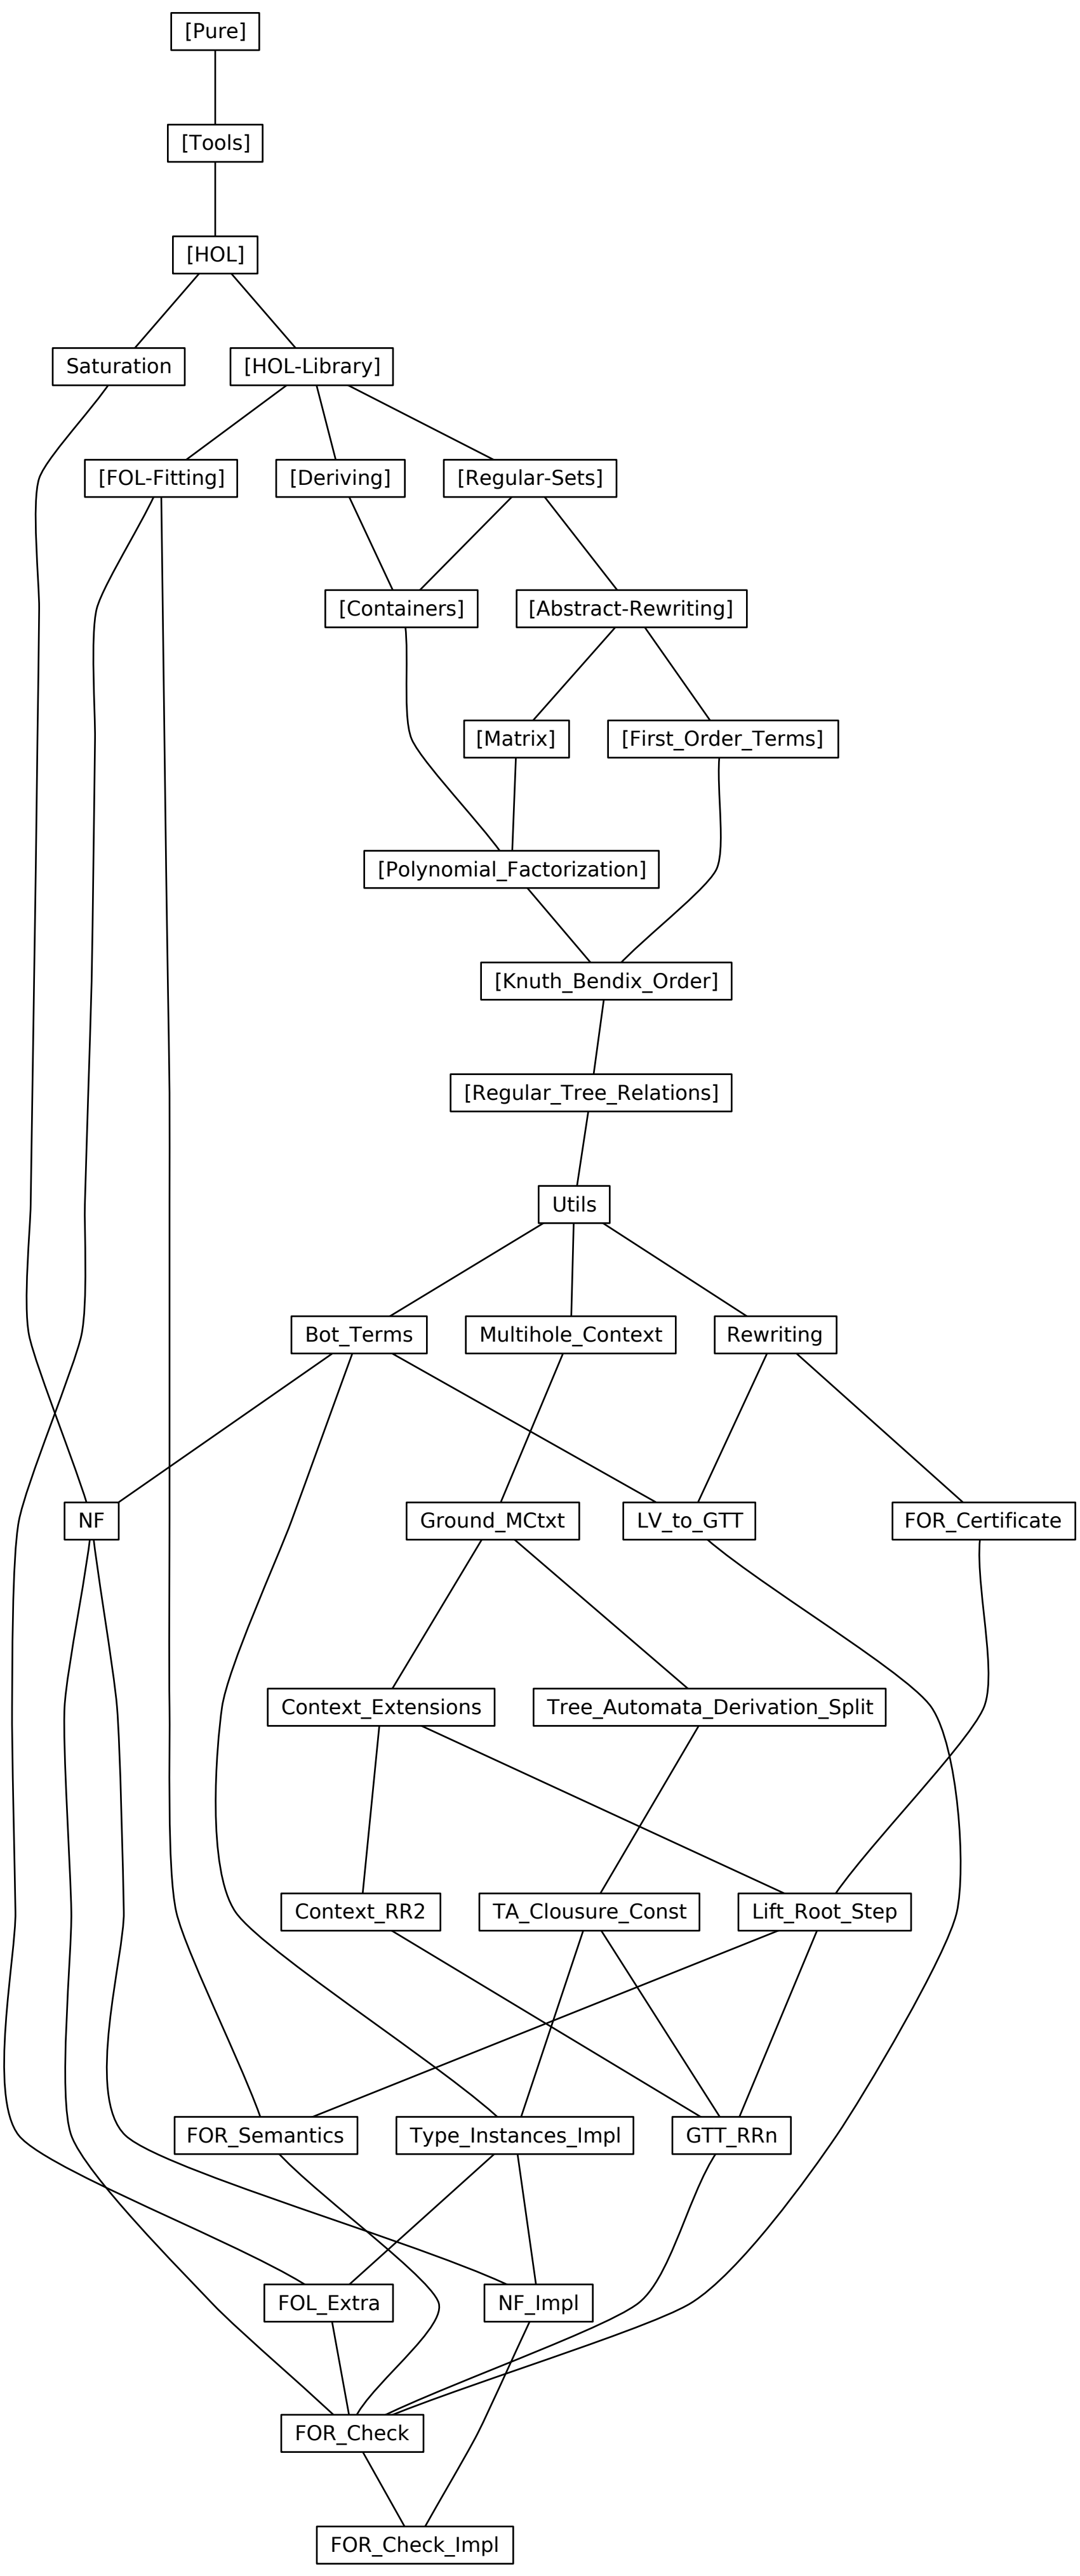 [Pure]
[Tools]
[HOL]
Saturation
[HOL-Library]
[FOL-Fitting]
[Deriving]
[Regular-Sets]
[Containers]
[Abstract-Rewriting]
[Matrix]
[First_Order_Terms]
[Polynomial_Factorization]
[Knuth_Bendix_Order]
[Regular_Tree_Relations]
Utils
Bot_Terms
Multihole_Context
Rewriting
NF
Ground_MCtxt
LV_to_GTT
FOR_Certificate
Context_Extensions
Tree_Automata_Derivation_Split
Context_RR2
TA_Clousure_Const
Lift_Root_Step
FOR_Semantics
Type_Instances_Impl
GTT_RRn
FOL_Extra
NF_Impl
FOR_Check
FOR_Check_Impl